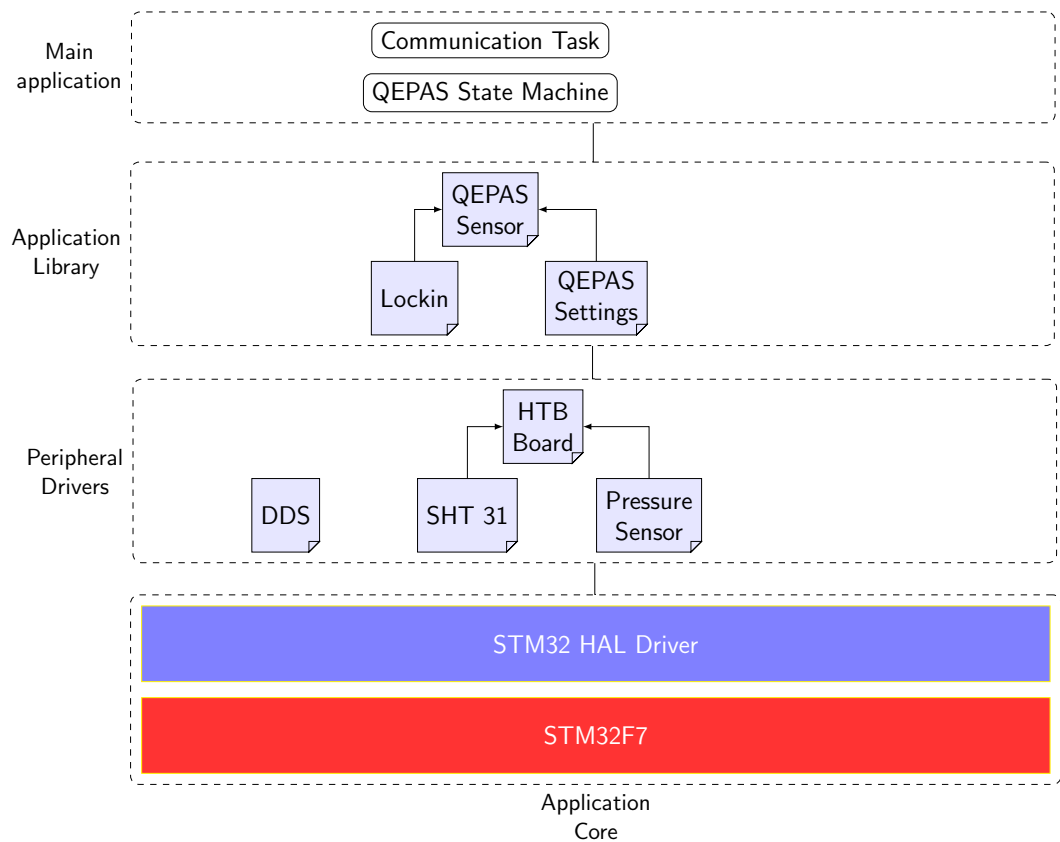 Main
application
Communication Task
QEPAS State Machine
Application
Library
QEPAS
Sensor
Lockin
QEPAS
Settings
Peripheral
Drivers
HTB
Board
DDS
SHT 31
Pressure
Sensor
STM32 HAL Driver
STM32F7
Application
Core